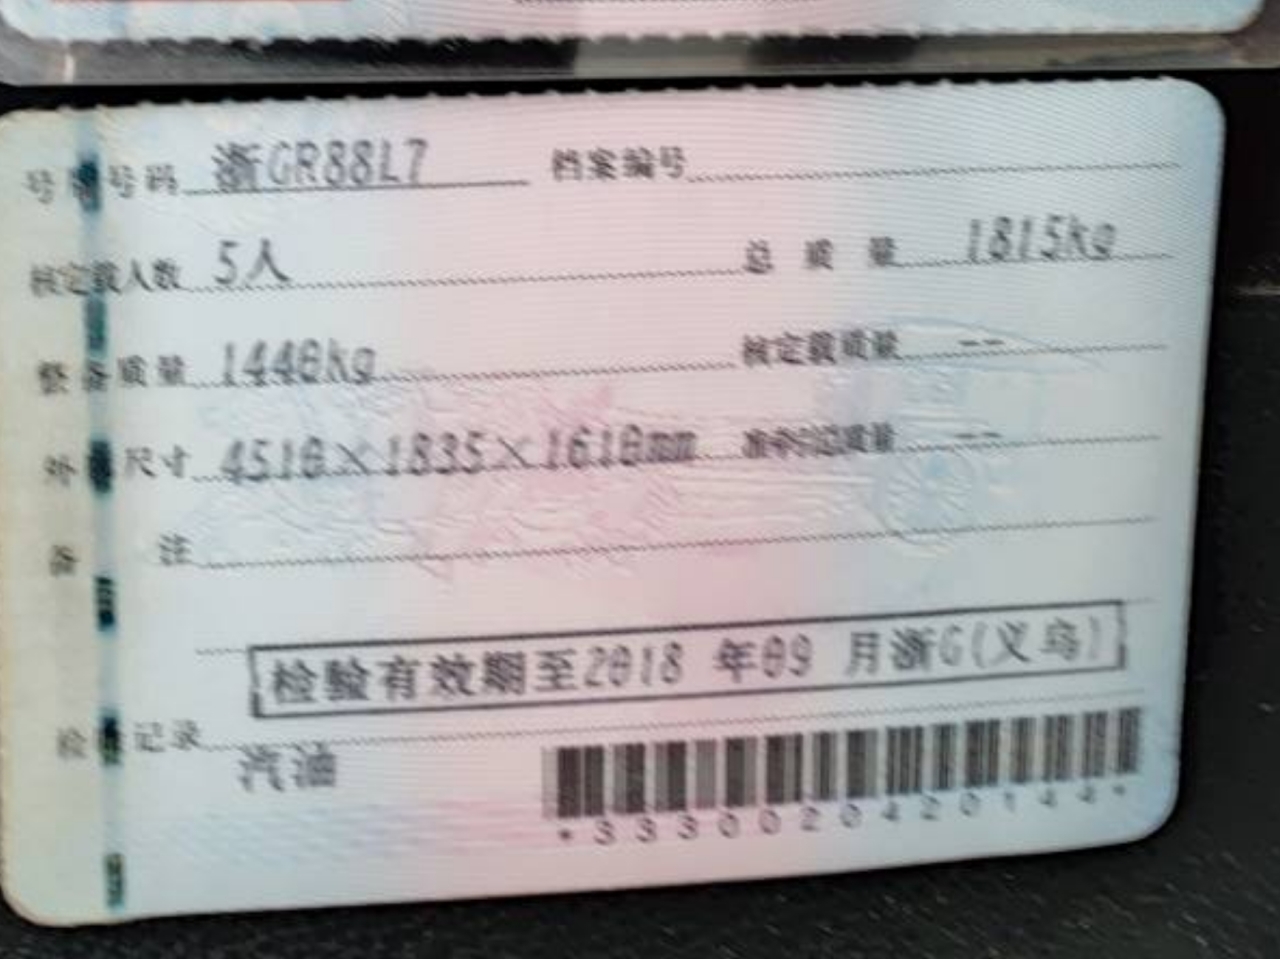 号牌号码 浙GR88L7 档案编号
核定载人数 5人 总质量 1815kg
整备质量 1440kg 核定载质量 --
外廓尺寸 4510×1835×1610mm 准牵引总质量 --
备注
检验有效期至2018 年09 月浙G(义乌)
检验记录
汽油
*3330020420144*